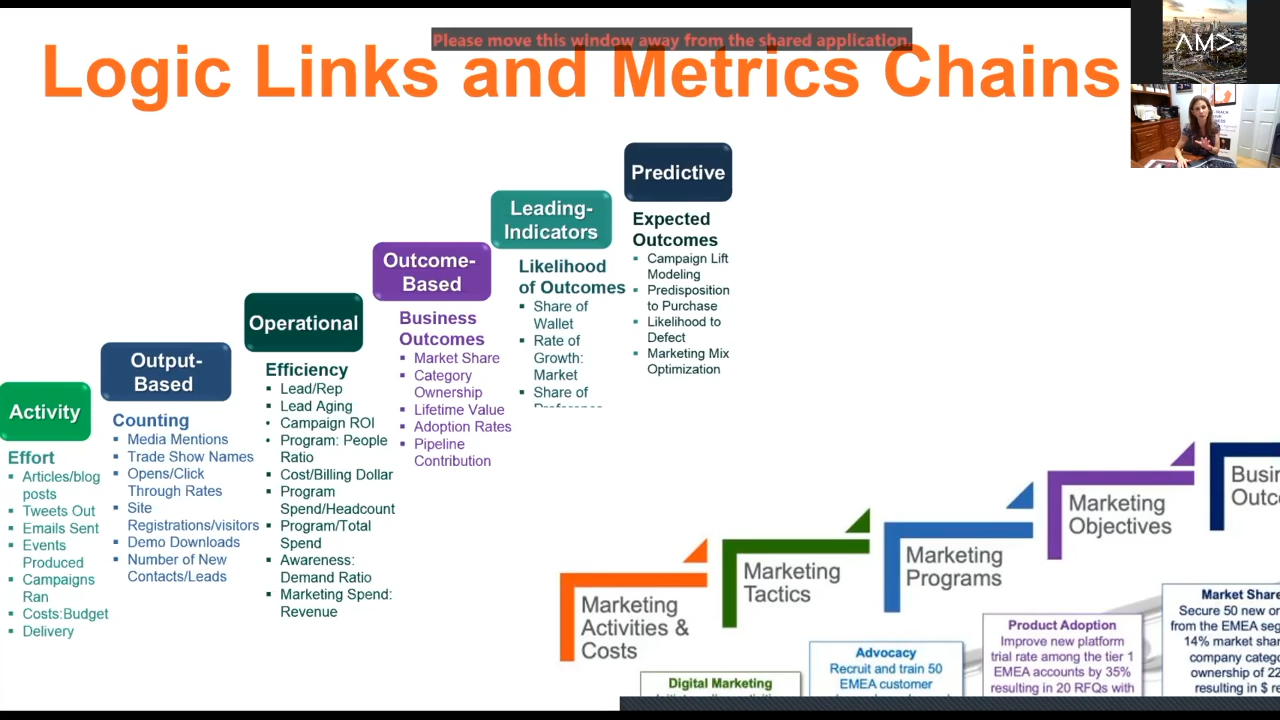 Please move this window away from the shared application.
Logic Links and Metrics Chains
Predictive
Expected
Outcomes
Campaign Lift
Modeling
Predisposition
to Purchase
Likelihood to
Defect
Marketing Mix
Optimization
Leading-
Indicators
Likelihood
of Outcomes
Share of
Wallet
Rate of
Growth:
Market
Share of
Outcome-
Based
Business
Outcomes
Market Share
Category
Ownership
Lifetime Value
Adoption Rates
Pipeline
Contribution
Operational
Efficiency
Lead/Rep
Lead Aging
Campaign ROI
Program: People
Ratio
Cost/Billing Dollar
Program
Spend/Headcount
Program/Total
Spend
Awareness:
Demand Ratio
Marketing Spend:
Revenue
Output-
Based
Counting
Media Mentions
Trade Show Names
Opens/Click
Through Rates
Site
Registrations/visitors
Demo Downloads
Number of New
Contacts/Leads
Activity
Effort
Articles/blog
posts
Tweets Out
Emails Sent
Events
Produced
Campaigns
Ran
Costs:Budget
Delivery
Marketing
Activities &
Costs
Marketing
Tactics
Marketing
Programs
Marketing
Objectives
Busin
Outco
Digital Marketing
Advocacy
Recruit and train 50
EMEA customer
Product Adoption
Improve new platform
trial rate among the tier 1
EMEA accounts by 35%
resulting in 20 RFQs with
Market Share
Secure 50 new or
from the EMEA seg
14% market shar
company categ
ownership of 22
resulting in $ re